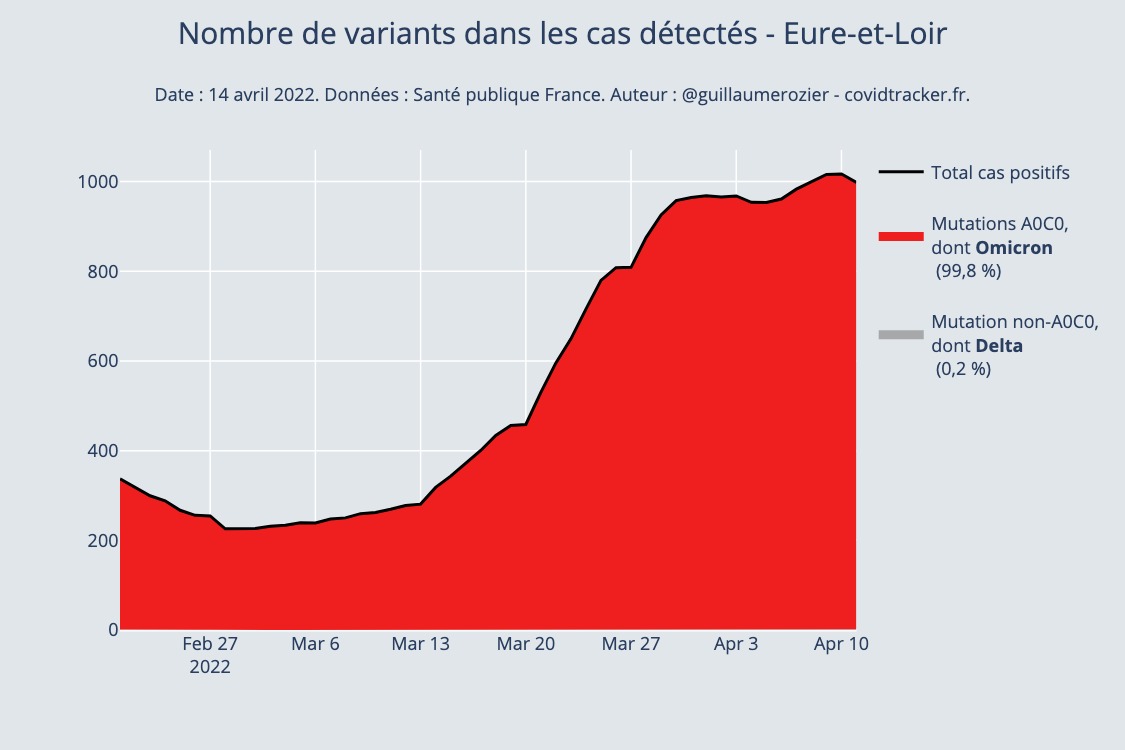 Nombre de variants dans les cas détectés - Eure-et-Loir
Date : 14 avril 2022. Données : Santé publique France. Auteur : @guillaumerozier - covidtracker.fr.
1000
800
600
400
200
0
Feb 27
2022
Mar 6
Mar 13
Mar 20
Mar 27
Apr 3
Apr 10
Total cas positifs
Mutations A0C0,
dont Omicron
(99,8 %)
Mutation non-A0C0,
dont Delta
(0,2 %)